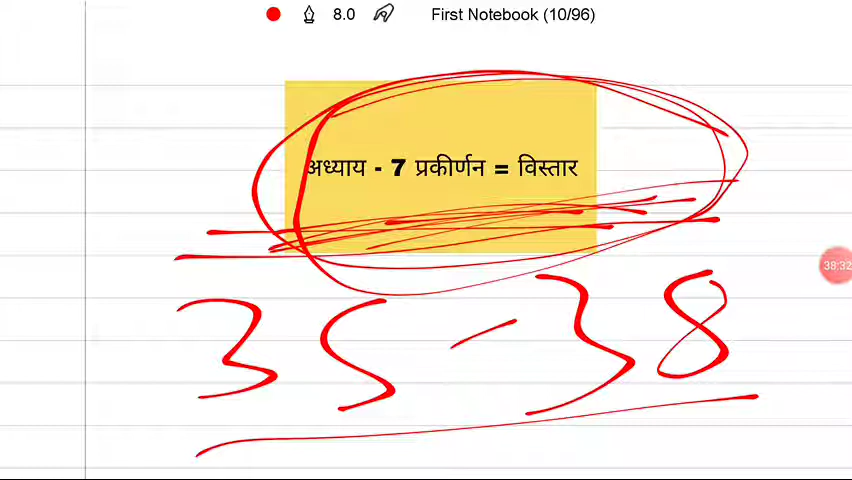 8.0 First Notebook (10/96)
अध्याय - 7 प्रकीर्णन = विस्तार
38:32
35 - 38